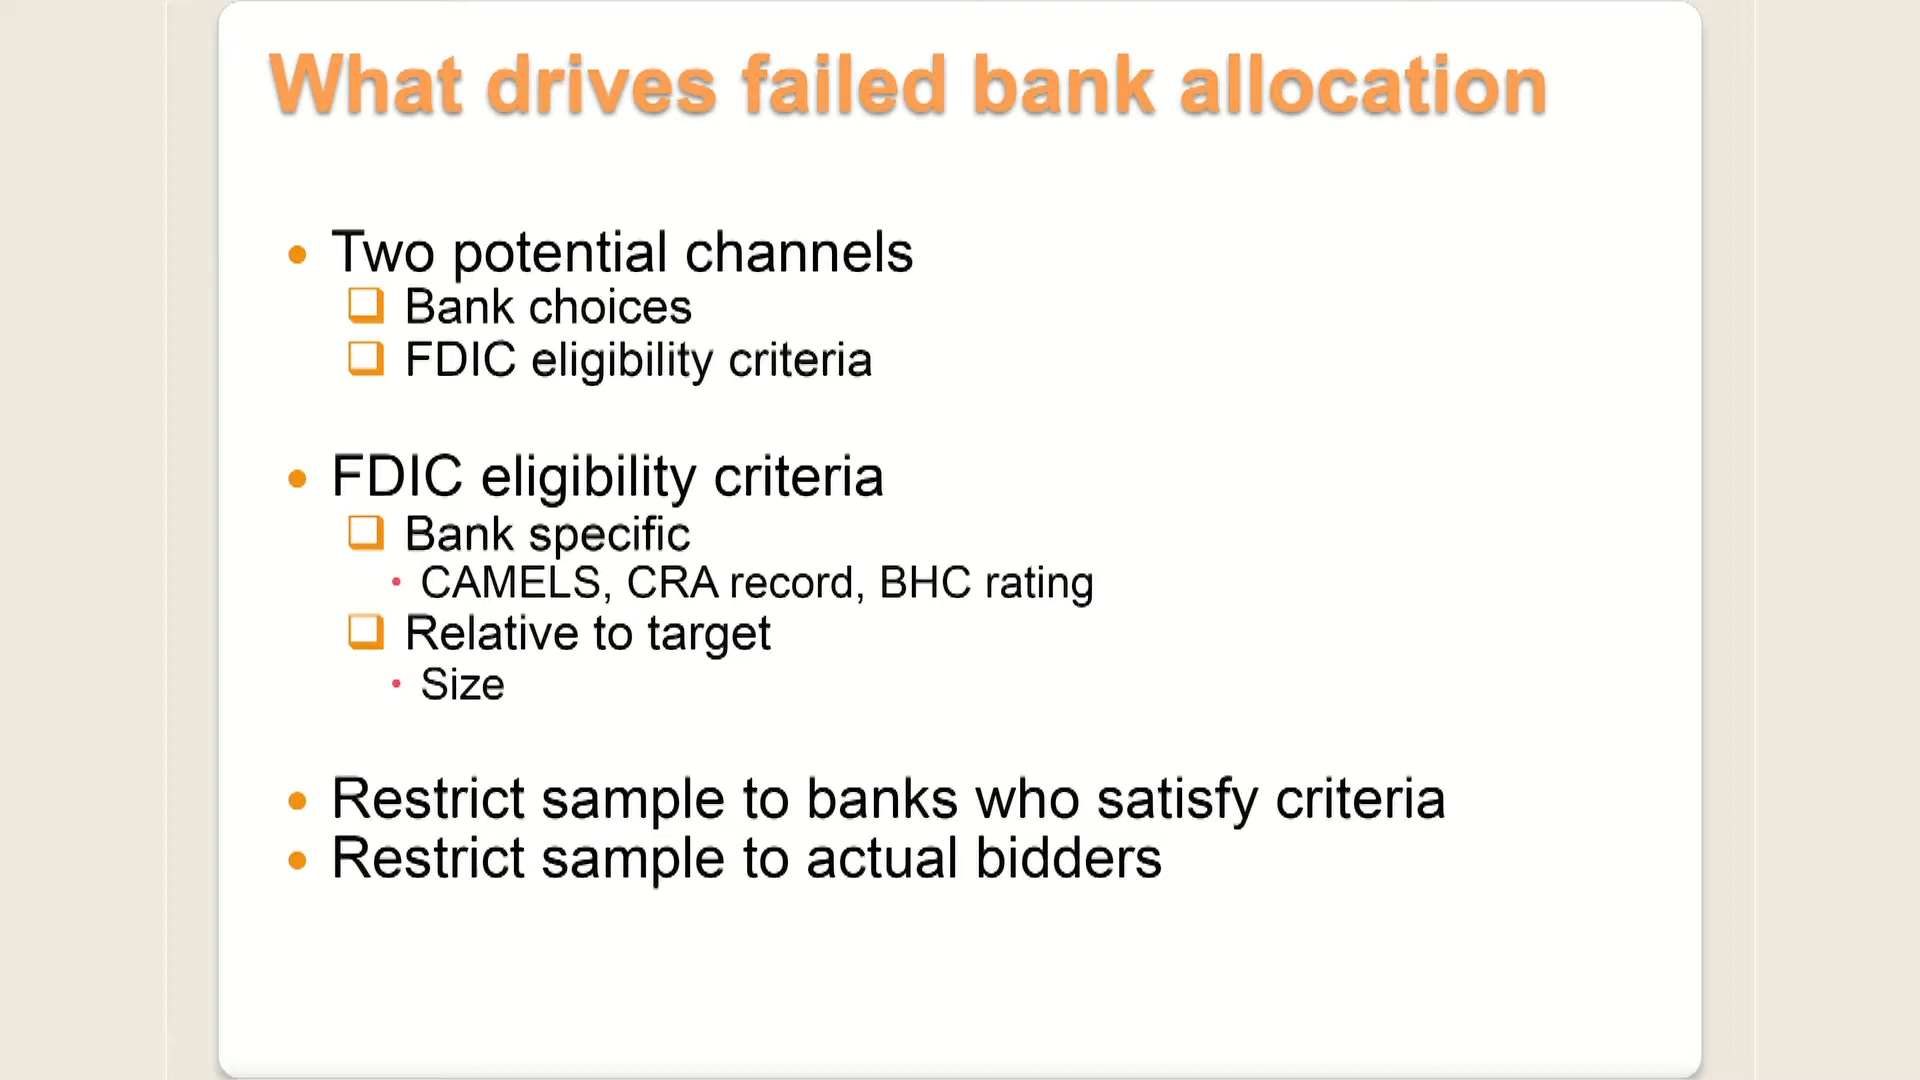 What drives failed bank allocation
Two potential channels
Bank choices
FDIC eligibility criteria
FDIC eligibility criteria
Bank specific
CAMELS, CRA record, BHC rating
Relative to target
Size
Restrict sample to banks who satisfy criteria
Restrict sample to actual bidders